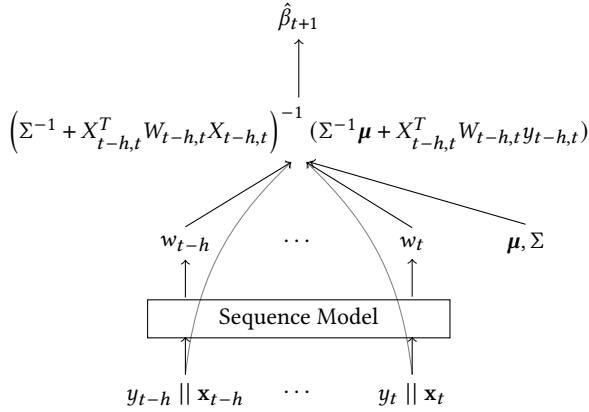 β̂_{t+1}
(Σ^{-1} + X^T_{t−h,t} W_{t−h,t} X_{t−h,t})^{-1} (Σ^{-1} μ + X^T_{t−h,t} W_{t−h,t} y_{t−h,t})
w_{t−h} ⋯ w_t μ, Σ
Sequence Model
y_{t−h} || x_{t−h} ⋯ y_t || x_t